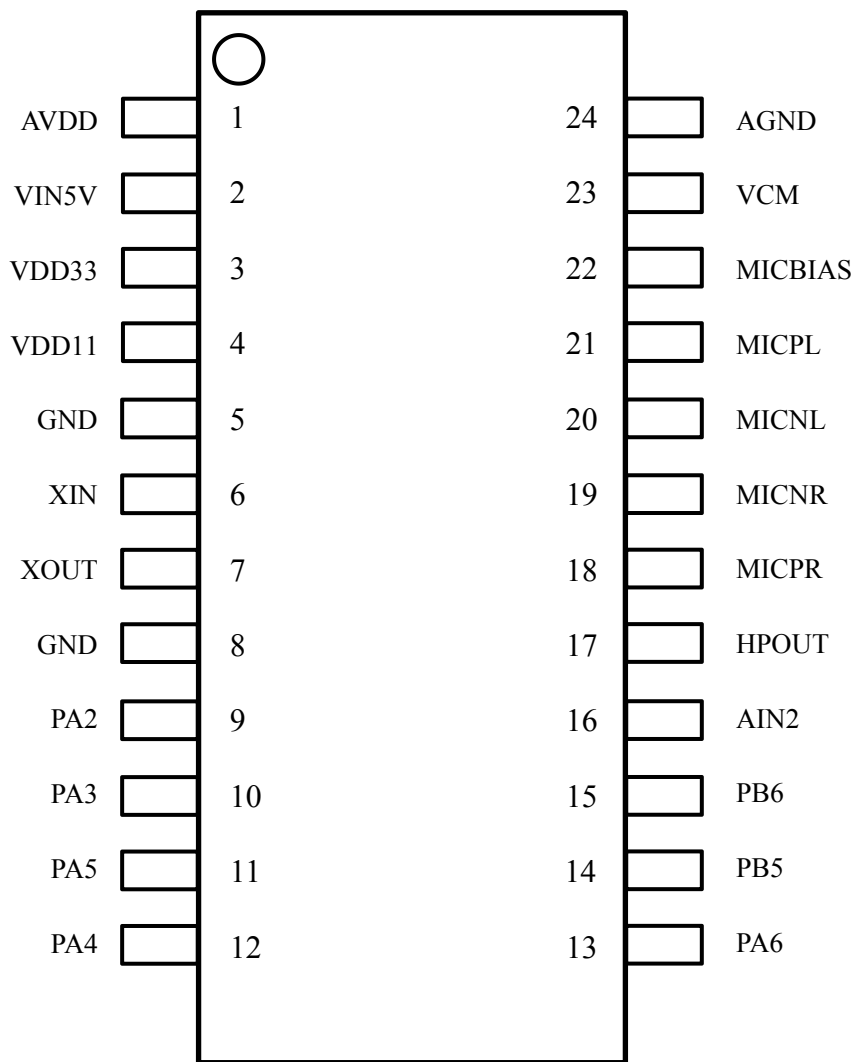 AVDD 1 24 AGND
VIN5V 2 23 VCM
VDD33 3 22 MICBIAS
VDD11 4 21 MICPL
GND 5 20 MICNL
XIN 6 19 MICNR
XOUT 7 18 MICPR
GND 8 17 HPOUT
PA2 9 16 AIN2
PA3 10 15 PB6
PA5 11 14 PB5
PA4 12 13 PA6